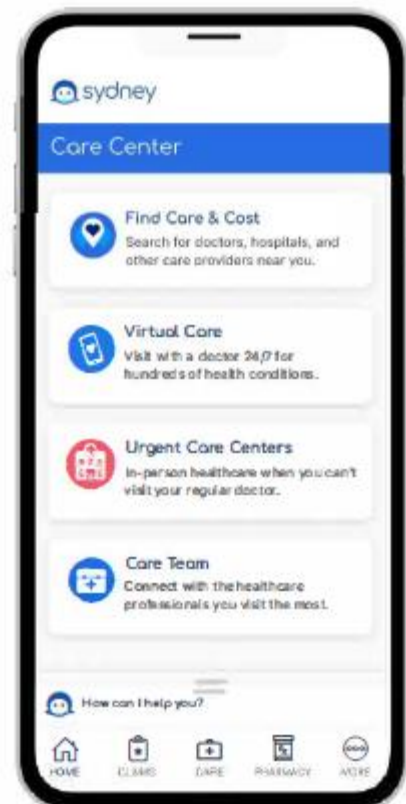 sydney
Care Center
Find Care & Cost
Search for doctors, hospitals, and
other care providers near you.
Virtual Care
Visit with a doctor 24/7 for
hundreds of health conditions.
Urgent Care Centers
In-person healthcare when you can't
visit your regular doctor.
Care Team
Connect with the healthcare
professionals you visit the most.
How can I help you?
HOME CLAIMS CARE PHARMACY MORE